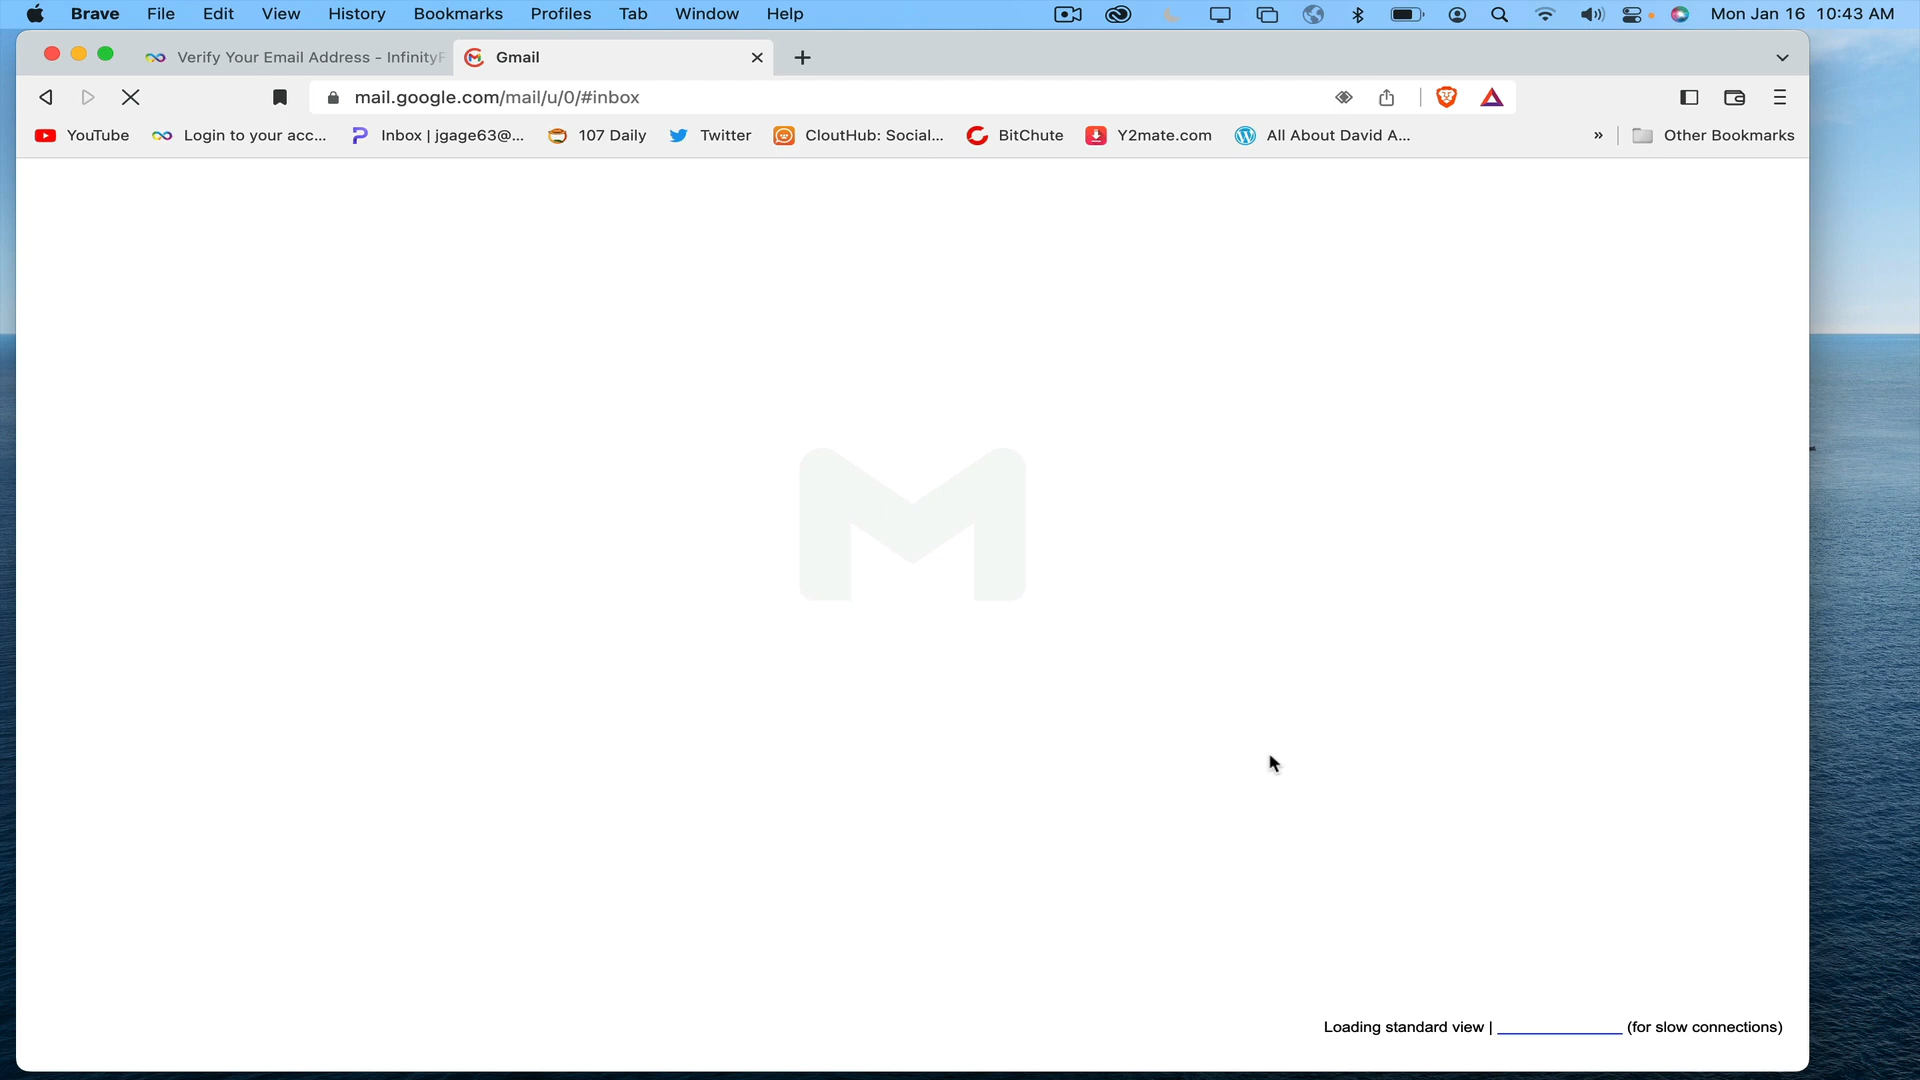 Brave File Edit View History Bookmarks Profiles Tab Window Help Mon Jan 16 10:43 AM
Verify Your Email Address - Infinity Gmail
mail.google.com/mail/u/0/#inbox
YouTube Login to your acc... Inbox | jgage63@... 107 Daily Twitter CloutHub: Social... BitChute Y2mate.com All About David A... » Other Bookmarks
Loading standard view | (for slow connections)